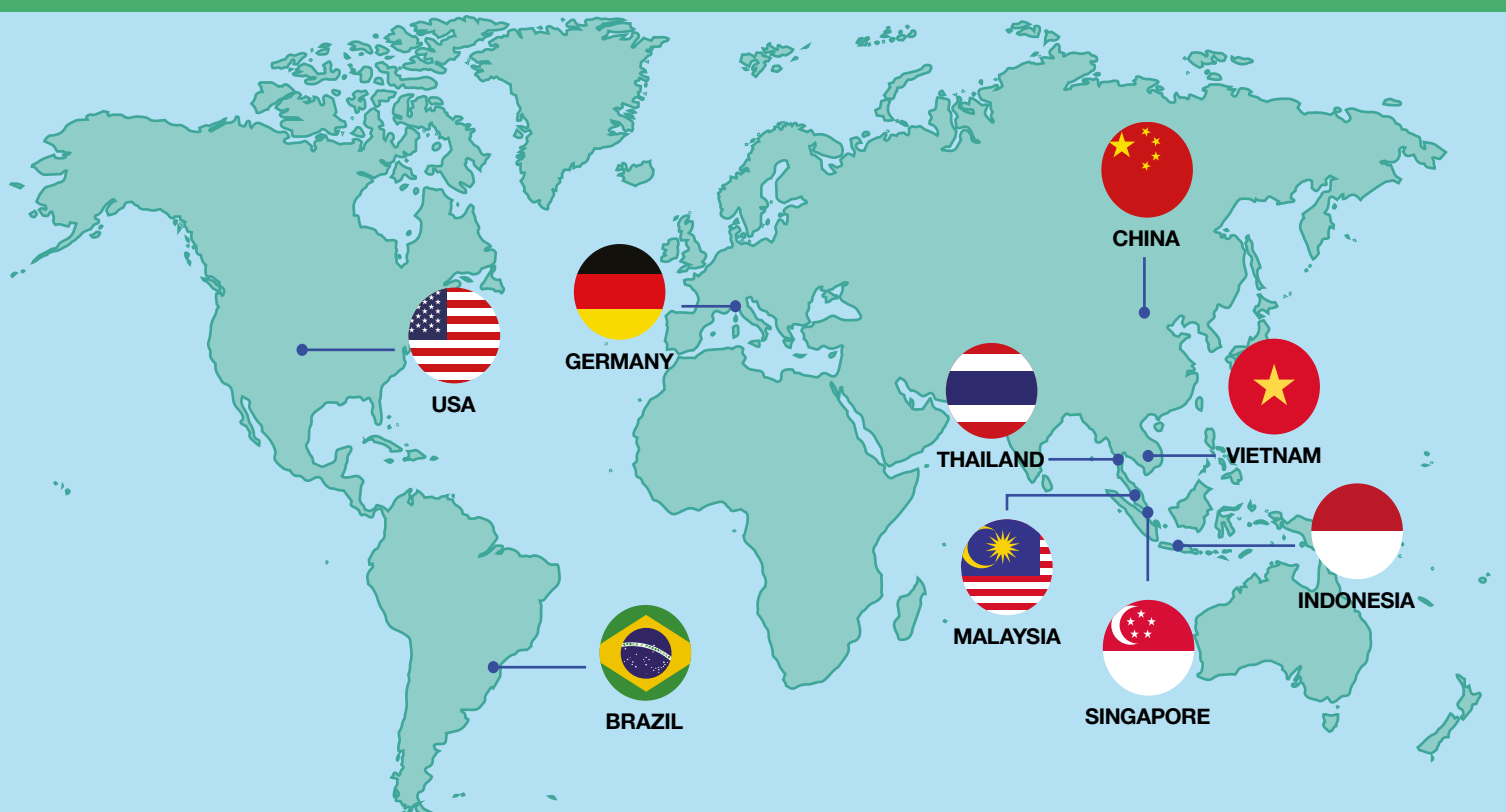 CHINA
GERMANY
USA
THAILAND
VIETNAM
INDONESIA
MALAYSIA
SINGAPORE
BRAZIL